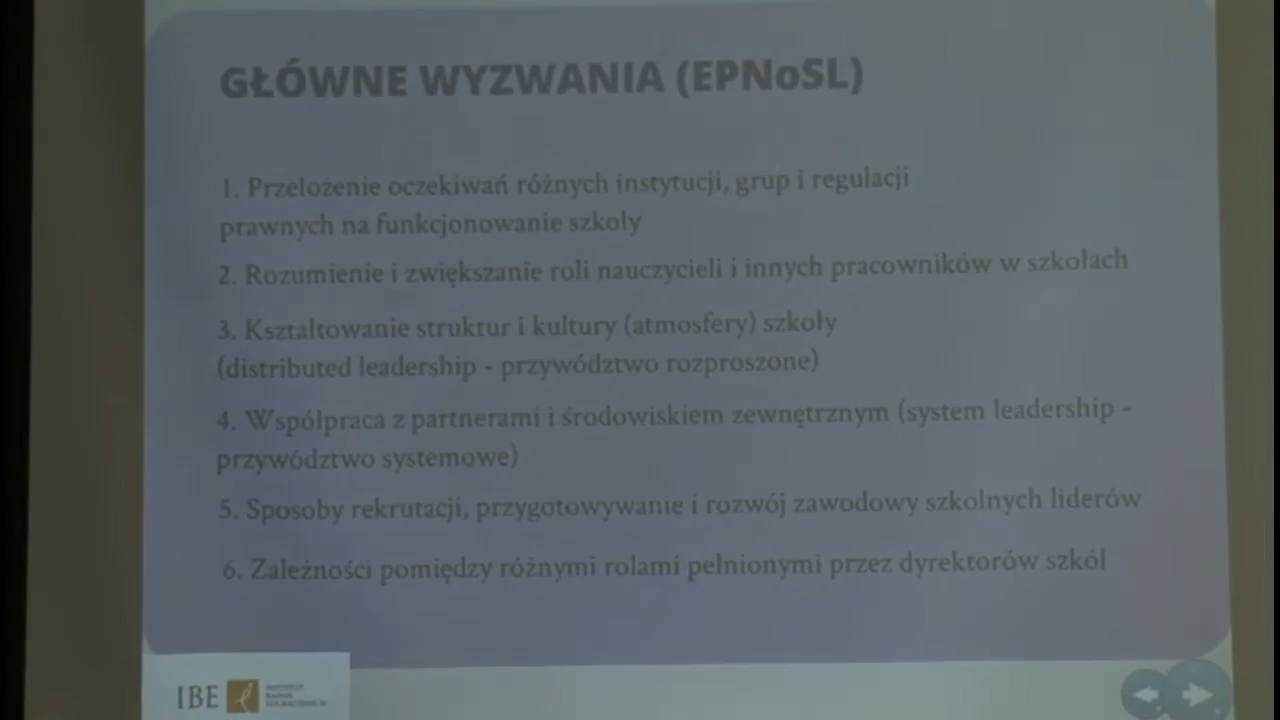 GŁÓWNE WYZWANIA (EPNoSL)
1. Przełożenie oczekiwań różnych instytucji, grup i regulacji
prawnych na funkcjonowanie szkoły
2. Rozumienie i zwiększanie roli nauczycieli i innych pracowników w szkołach
3. Kształtowanie struktur i kultury (atmosfery) szkoły
(distributed leadership - przywództwo rozproszone)
4. Współpraca z partnerami i środowiskiem zewnętrznym (system leadership -
przywództwo systemowe)
5. Sposoby rekrutacji, przygotowywanie i rozwój zawodowy szkolnych liderów
6. Zależności pomiędzy różnymi rolami pełnionymi przez dyrektorów szkół
IBE
INSTYTUT
BADAŃ
EDUKACYJNYCH